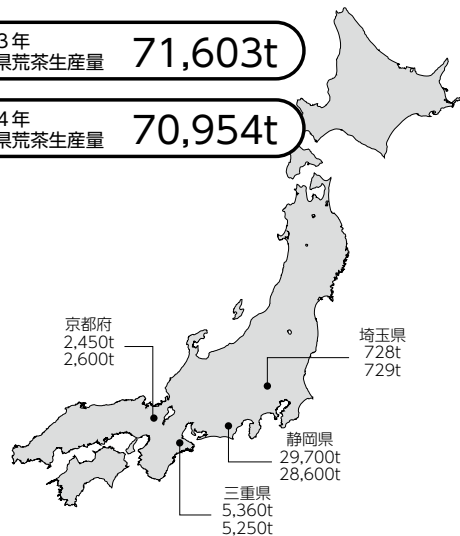 3年
県荒茶生産量 71,603t
4年
県荒茶生産量 70,954t
京都府
2,450t
2,600t
埼玉県
728t
729t
静岡県
29,700t
28,600t
三重県
5,360t
5,250t